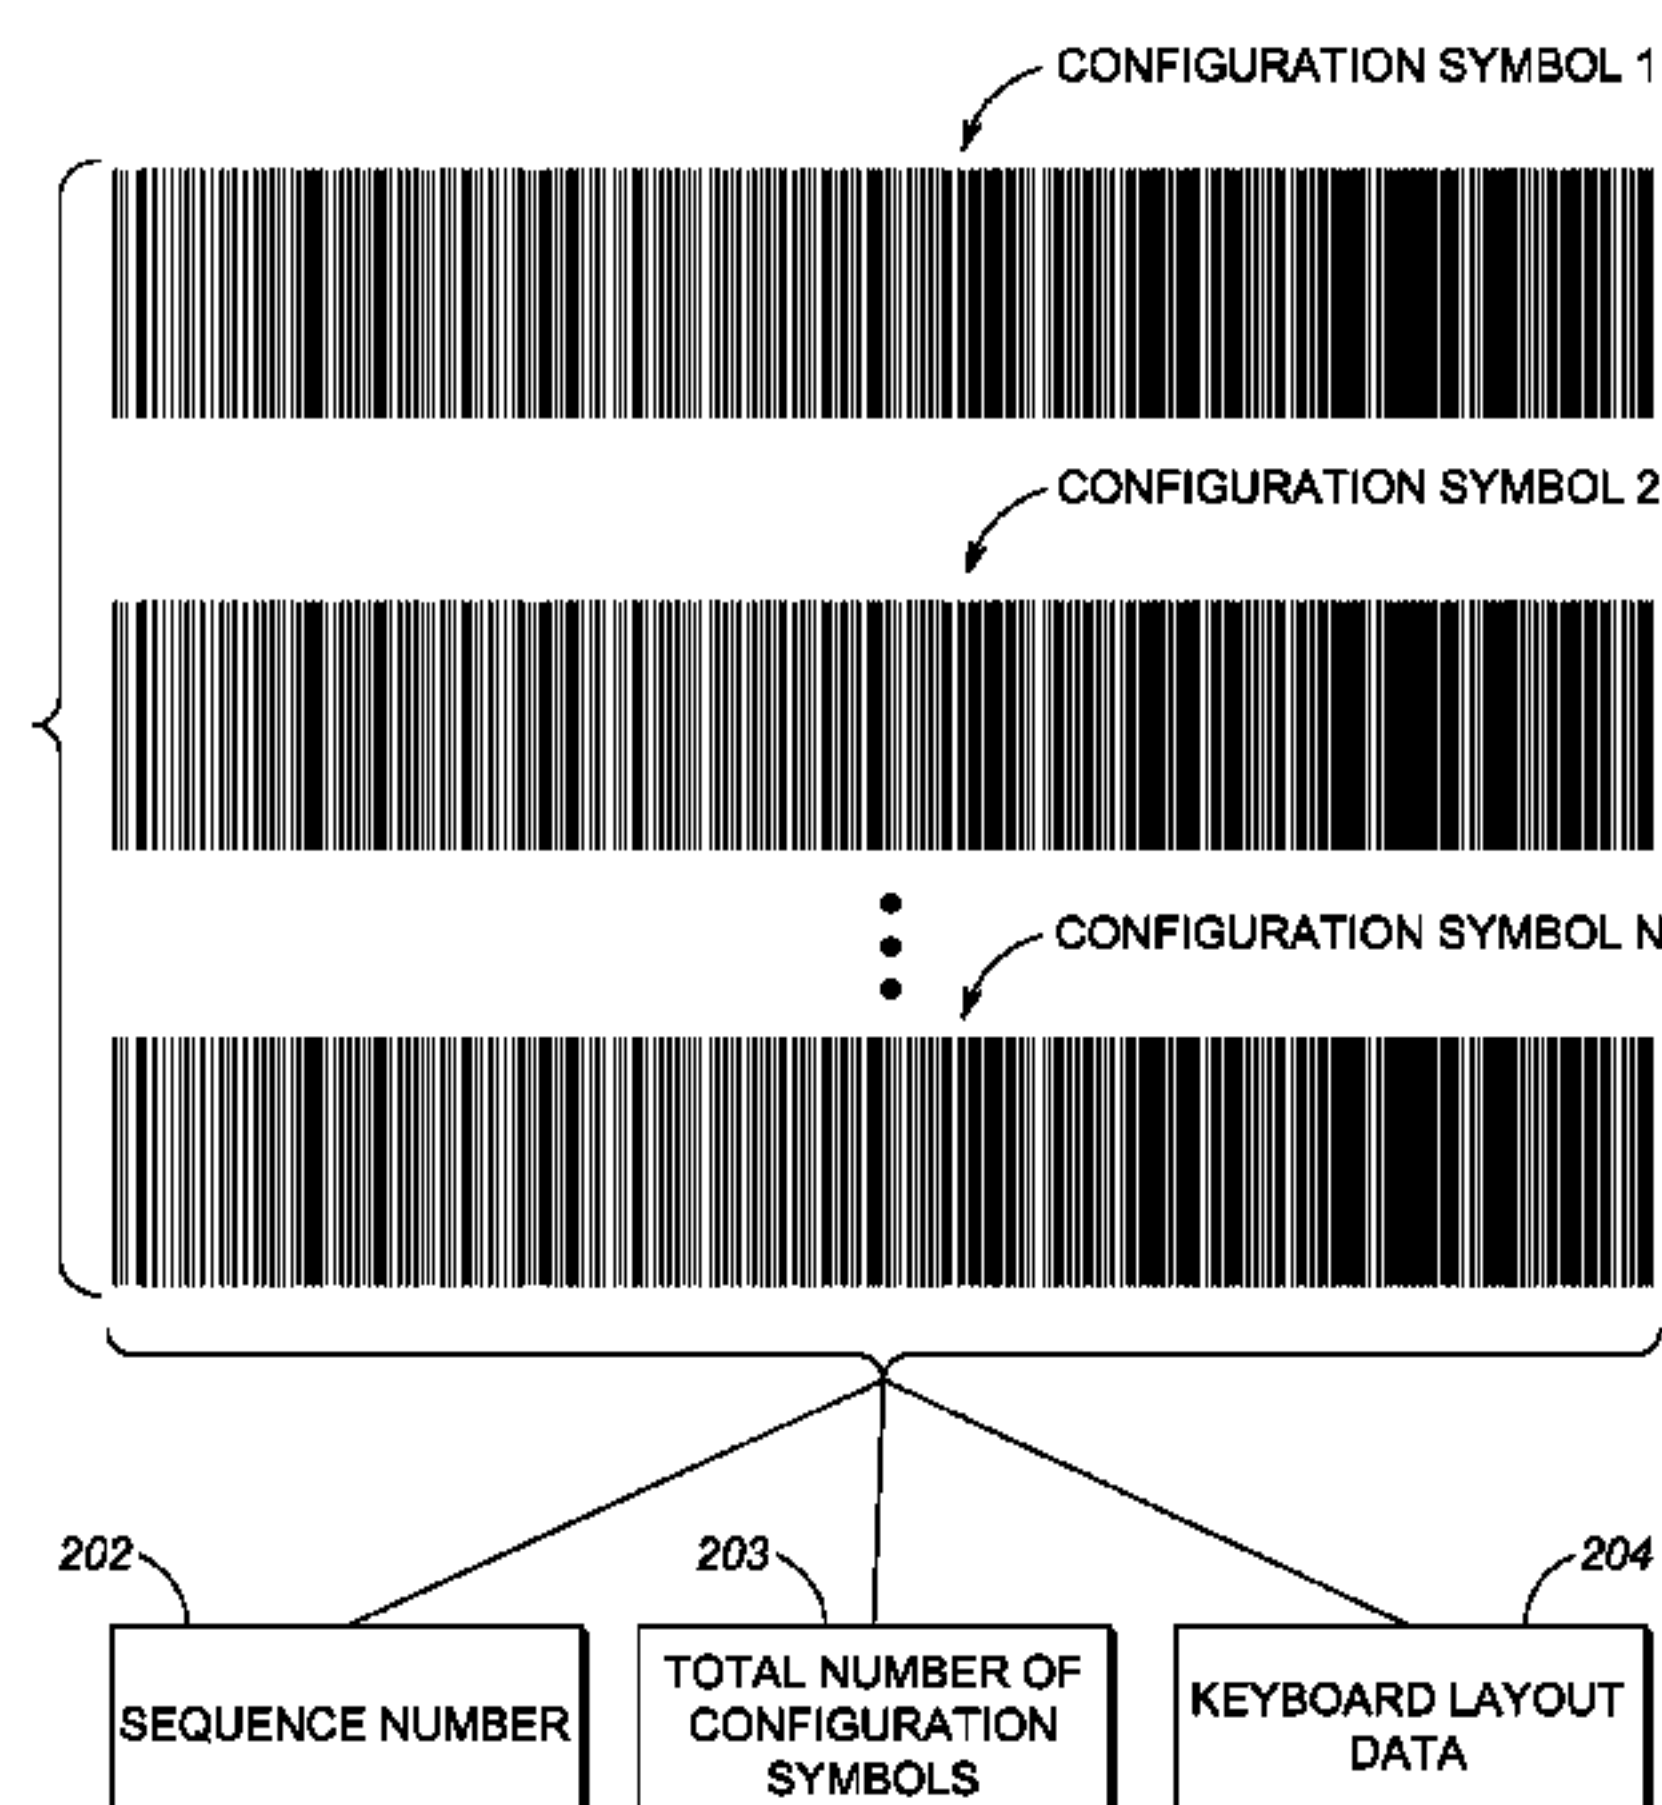 CONFIGURATION SYMBOL 1
CONFIGURATION SYMBOL 2
CONFIGURATION SYMBOL N
202
203
204
SEQUENCE NUMBER
TOTAL NUMBER OF
CONFIGURATION
SYMBOLS
KEYBOARD LAYOUT
DATA